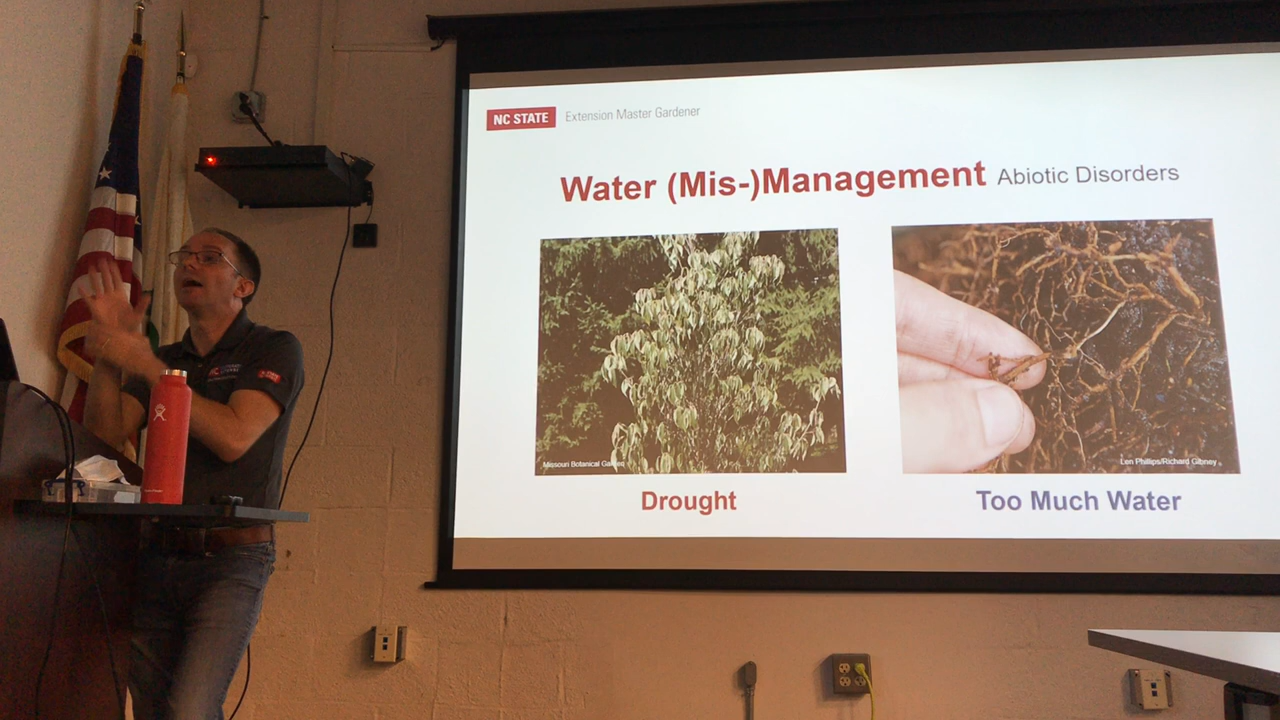 NC STATE Extension Master Gardener
Water (Mis-)Management Abiotic Disorders
Missouri Botanical Garden
Len Phillips/Richard Gibney
Drought
Too Much Water